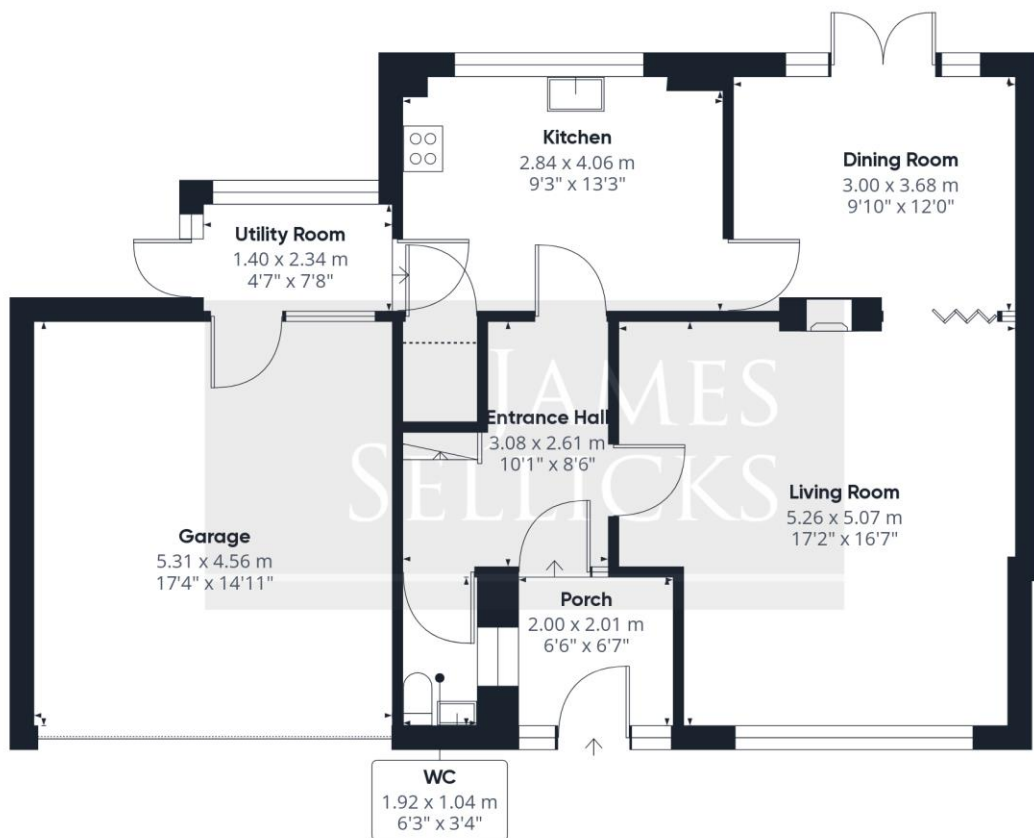 Kitchen
2.84 x 4.06 m
9'3" x 13'3"
Dining Room
3.00 x 3.68 m
9'10" x 12'0"
Utility Room
1.40 x 2.34 m
4'7" x 7'8"
Entrance Hall
3.08 x 2.61 m
10'1" x 8'6"
JAMES
SELLICKS
Living Room
5.26 x 5.07 m
17'2" x 16'7"
Garage
5.31 x 4.56 m
17'4" x 14'11"
Porch
2.00 x 2.01 m
6'6" x 6'7"
WC
1.92 x 1.04 m
6'3" x 3'4"